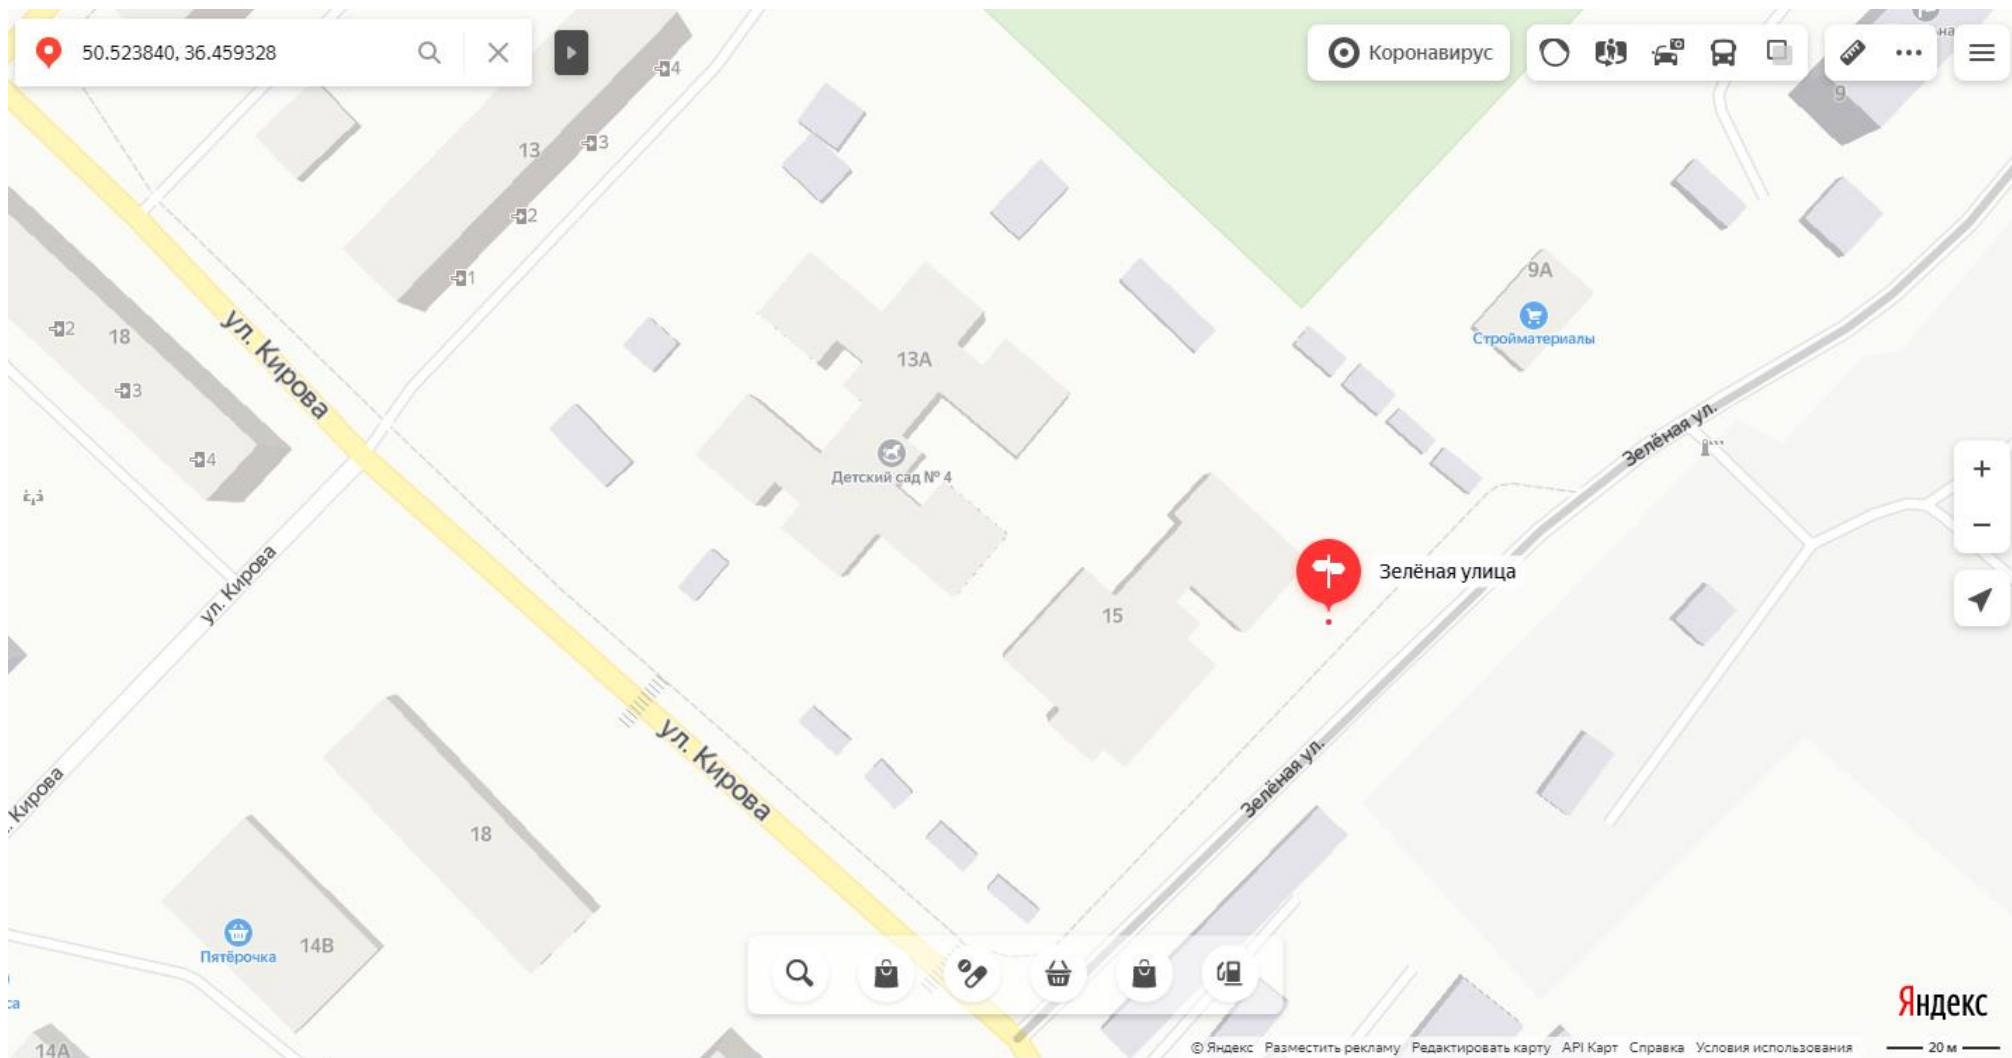 50.523840, 36.459328
Коронавирус
4
9
3
13
2
1
9А
Стройматериалы
2
18
3
4
ул. Кирова
13А
Детский сад № 4
Зелёная ул.
ул. Кирова
Зелёная улица
15
ул. Кирова
Зелёная ул.
Кирова
18
Пятёрочка
14В
14А
Яндекс
© Яндекс Разместить рекламу Редактировать карту API Карт Справка Условия использования 20 м